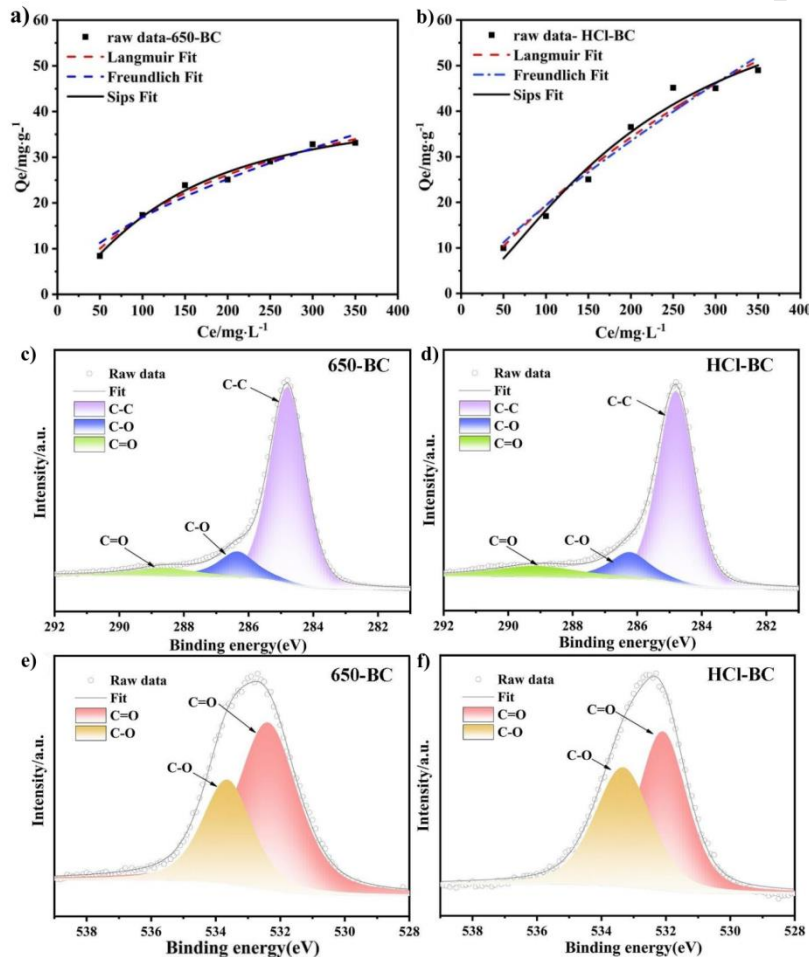 a)
raw data-650-BC
Langmuir Fit
Freundlich Fit
Sips Fit
Qe/mg·g⁻¹
60
50
40
30
20
10
0
0 50 100 150 200 250 300 350 400
Ce/mg·L⁻¹
b)
raw data- HCl-BC
Langmuir Fit
Freundlich Fit
Sips Fit
Qe/mg·g⁻¹
60
50
40
30
20
10
0
0 50 100 150 200 250 300 350 400
Ce/mg·L⁻¹
c)
650-BC
Raw data
Fit
C-C
C-O
C=O
C-C
C-O
C=O
Intensity/a.u.
292 290 288 286 284 282
Binding energy(eV)
d)
HCl-BC
Raw data
Fit
C-C
C-O
C=O
C-C
C-O
C=O
Intensity/a.u.
292 290 288 286 284 282
Binding energy(eV)
e)
650-BC
Raw data
Fit
C=O
C-O
C=O
C-O
Intensity/a.u.
538 536 534 532 530 528
Binding energy(eV)
f)
HCl-BC
Raw data
Fit
C=O
C-O
C=O
C-O
Intensity/a.u.
538 536 534 532 530 528
Binding energy(eV)